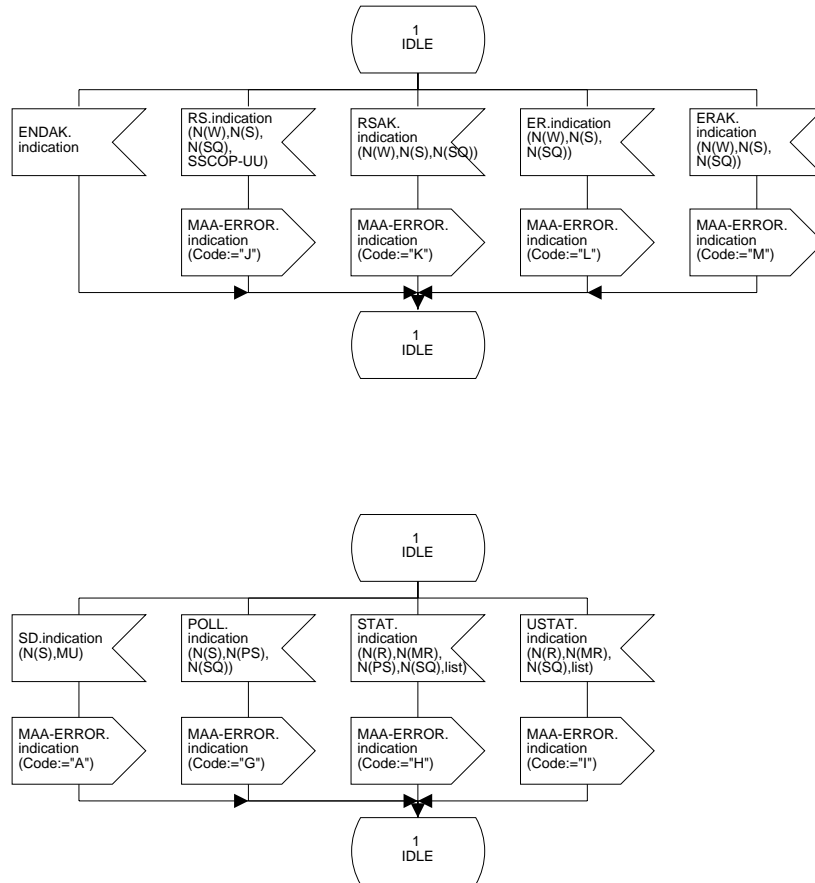 1
IDLE
ENDAK.
indication
RS.indication
(N(W),N(S),
N(SQ),
SSCOP-UU)
RSAK.
indication
(N(W),N(S),N(SQ))
ER.indication
(N(W),N(S),
N(SQ))
ERAK.
indication
(N(W),N(S),
N(SQ))
MAA-ERROR.
indication
(Code:="J")
MAA-ERROR.
indication
(Code:="K")
MAA-ERROR.
indication
(Code:="L")
MAA-ERROR.
indication
(Code:="M")
1
IDLE
1
IDLE
SD.indication
(N(S),MU)
POLL.
indication
(N(S),N(PS),
N(SQ))
STAT.
indication
(N(R),N(MR),
N(PS),N(SQ),list)
USTAT.
indication
(N(R),N(MR),
N(SQ),list)
MAA-ERROR.
indication
(Code:="A")
MAA-ERROR.
indication
(Code:="G")
MAA-ERROR.
indication
(Code:="H")
MAA-ERROR.
indication
(Code:="I")
1
IDLE